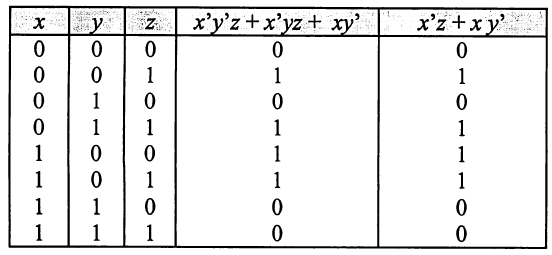 x y z x’y’z + x’yz + xy’ x’z + x y’
0 0 0 0 0
0 0 1 1 1
0 1 0 0 0
0 1 1 1 1
1 0 0 1 1
1 0 1 1 1
1 1 0 0 0
1 1 1 0 0